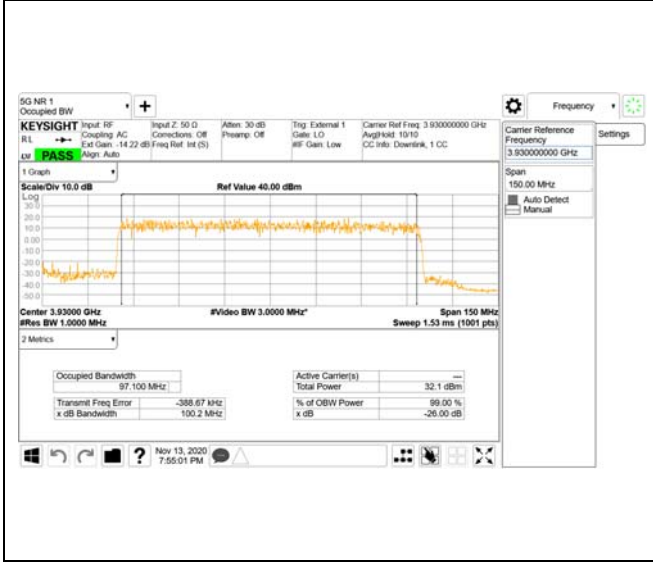 5G NR 1
Occupied BW
+
Frequency
KEYSIGHT
R L
PASS
Input: RF
Coupling: AC
Ext Gain: -14.22 dB
Align: Auto
Input Z: 50 Ω
Corrections: Off
Freq Ref: Int (S)
Atten: 30 dB
Preamp: Off
Trig: External 1
Gate: LO
#IF Gain: Low
Carrier Ref Freq: 3.930000000 GHz
Avg|Hold: 10/10
CC Info: Downlink, 1 CC
Carrier Reference
Frequency
3.930000000 GHz
Settings
Span
150.00 MHz
Auto Detect
Manual
1 Graph
Scale/Div 10.0 dB
Ref Value 40.00 dBm
Log
30.0
20.0
10.0
0.00
-10.0
-20.0
-30.0
-40.0
-50.0
Center 3.93000 GHz
#Video BW 3.0000 MHz*
Span 150 MHz
#Res BW 1.0000 MHz
Sweep 1.53 ms (1001 pts)
2 Metrics
Occupied Bandwidth
97.100 MHz
Transmit Freq Error -388.67 kHz
x dB Bandwidth 100.2 MHz
Active Carrier(s) ---
Total Power 32.1 dBm
% of OBW Power 99.00 %
x dB -26.00 dB
?
Nov 13, 2020
7:55:01 PM